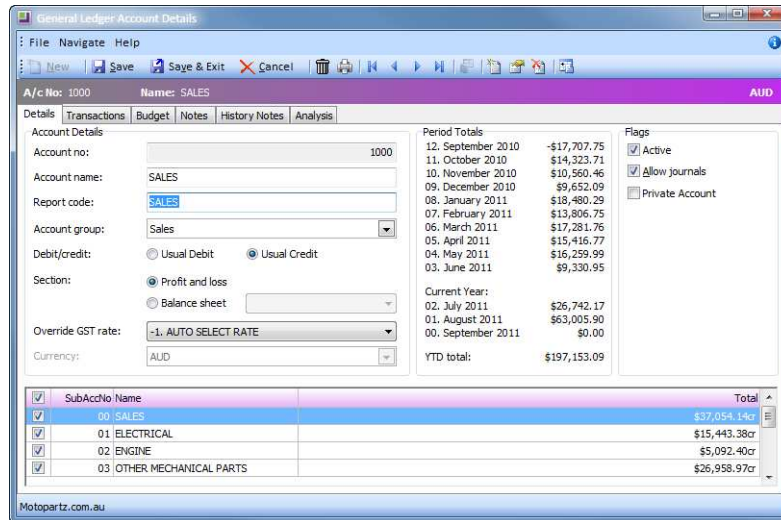 General Ledger Account Details
File Navigate Help
New Save Save & Exit Cancel
A/c No: 1000 Name: SALES AUD
Details Transactions Budget Notes History Notes Analysis
Account Details
Account no: 1000
Account name: SALES
Report code: SALES
Account group: Sales
Debit/credit: Usual Debit Usual Credit
Section: Profit and loss
Balance sheet
Override GST rate: -1. AUTO SELECT RATE
Currency: AUD
Period Totals
12. September 2010 -$17,707.75
11. October 2010 $14,323.71
10. November 2010 $10,560.46
09. December 2010 $9,652.09
08. January 2011 $18,480.29
07. February 2011 $13,806.75
06. March 2011 $17,281.76
05. April 2011 $15,416.77
04. May 2011 $16,259.99
03. June 2011 $9,330.95
Current Year:
02. July 2011 $26,742.17
01. August 2011 $63,005.90
00. September 2011 $0.00
YTD total: $197,153.09
Flags
Active
Allow journals
Private Account
SubAccNo Name Total
00 SALES $37,054.14cr
01 ELECTRICAL $15,443.38cr
02 ENGINE $5,092.40cr
03 OTHER MECHANICAL PARTS $26,958.97cr
Motopartz.com.au